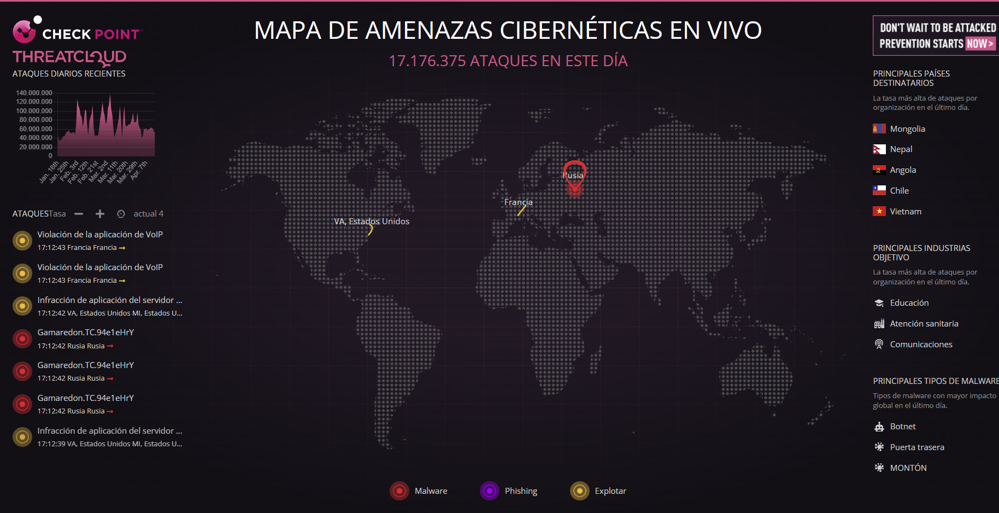 CHECK POINT™
THREATCLOUD
ATAQUES DIARIOS RECIENTES
140.000.000
120.000.000
100.000.000
80.000.000
60.000.000
40.000.000
20.000.000
0
Jan. 16th
Jan. 25th
Feb. 3rd
Feb. 12th
Feb. 21st
Mar. 2nd
Mar. 11th
Mar. 20th
Mar. 29th
Apr. 7th
ATAQUES Tasa actual 4
Violación de la aplicación de VoIP
17:12:43 Francia Francia →
Violación de la aplicación de VoIP
17:12:43 Francia Francia →
Infracción de aplicación del servidor ...
17:12:42 VA, Estados Unidos MI, Estados U...
Gamaredon.TC.94e1eHrY
17:12:42 Rusia Rusia →
Gamaredon.TC.94e1eHrY
17:12:42 Rusia Rusia →
Gamaredon.TC.94e1eHrY
17:12:42 Rusia Rusia →
Infracción de aplicación del servidor ...
17:12:39 VA, Estados Unidos MI, Estados U...
MAPA DE AMENAZAS CIBERNÉTICAS EN VIVO
17.176.375 ATAQUES EN ESTE DÍA
Rusia
Francia
VA, Estados Unidos
Malware
Phishing
Explotar
DON'T WAIT TO BE ATTACKED
PREVENTION STARTS NOW >
PRINCIPALES PAÍSES
DESTINATARIOS
La tasa más alta de ataques por
organización en el último día.
Mongolia
Nepal
Angola
Chile
Vietnam
PRINCIPALES INDUSTRIAS
OBJETIVO
La tasa más alta de ataques por
organización en el último día.
Educación
Atención sanitaria
Comunicaciones
PRINCIPALES TIPOS DE MALWARE
Tipos de malware con mayor impacto
global en el último día.
Botnet
Puerta trasera
MONTÓN